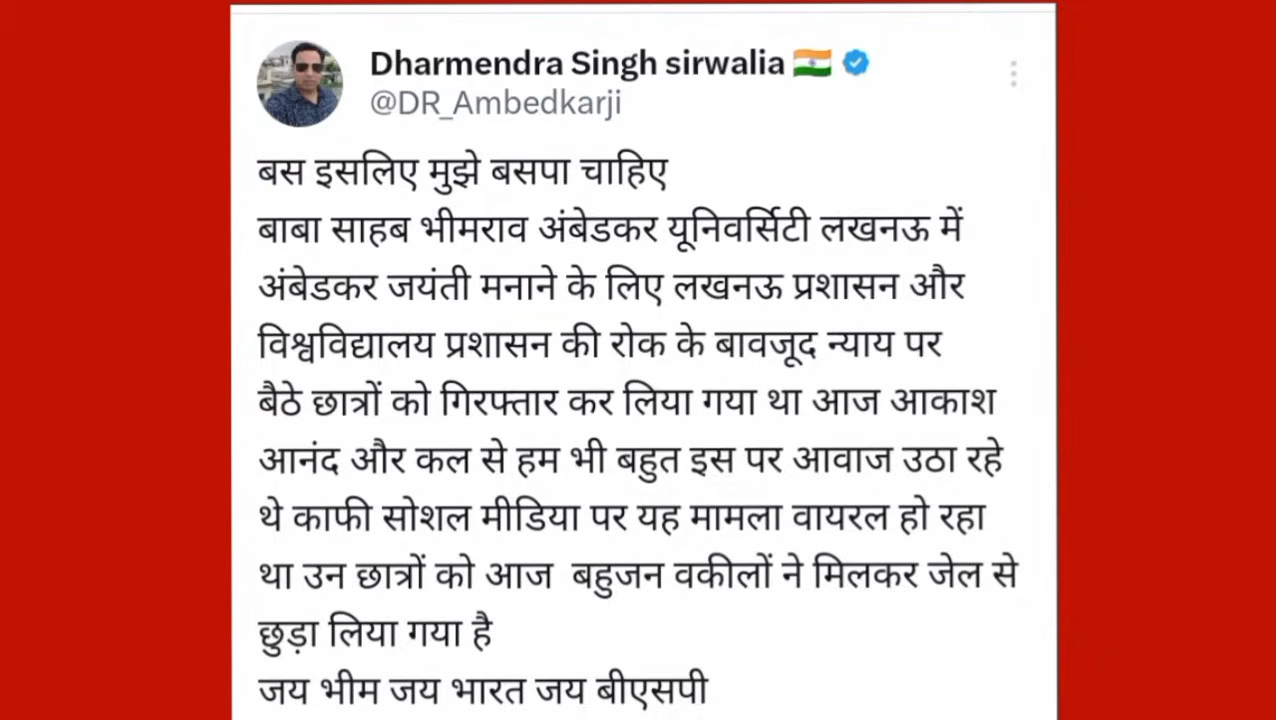 Dharmendra Singh sirwalia 🇮🇳
@DR_Ambedkarji
बस इसलिए मुझे बसपा चाहिए
बाबा साहब भीमराव अंबेडकर यूनिवर्सिटी लखनऊ में
अंबेडकर जयंती मनाने के लिए लखनऊ प्रशासन और
विश्वविद्यालय प्रशासन की रोक के बावजूद न्याय पर
बैठे छात्रों को गिरफ्तार कर लिया गया था आज आकाश
आनंद और कल से हम भी बहुत इस पर आवाज उठा रहे
थे काफी सोशल मीडिया पर यह मामला वायरल हो रहा
था उन छात्रों को आज बहुजन वकीलों ने मिलकर जेल से
छुड़ा लिया गया है
जय भीम जय भारत जय बीएसपी